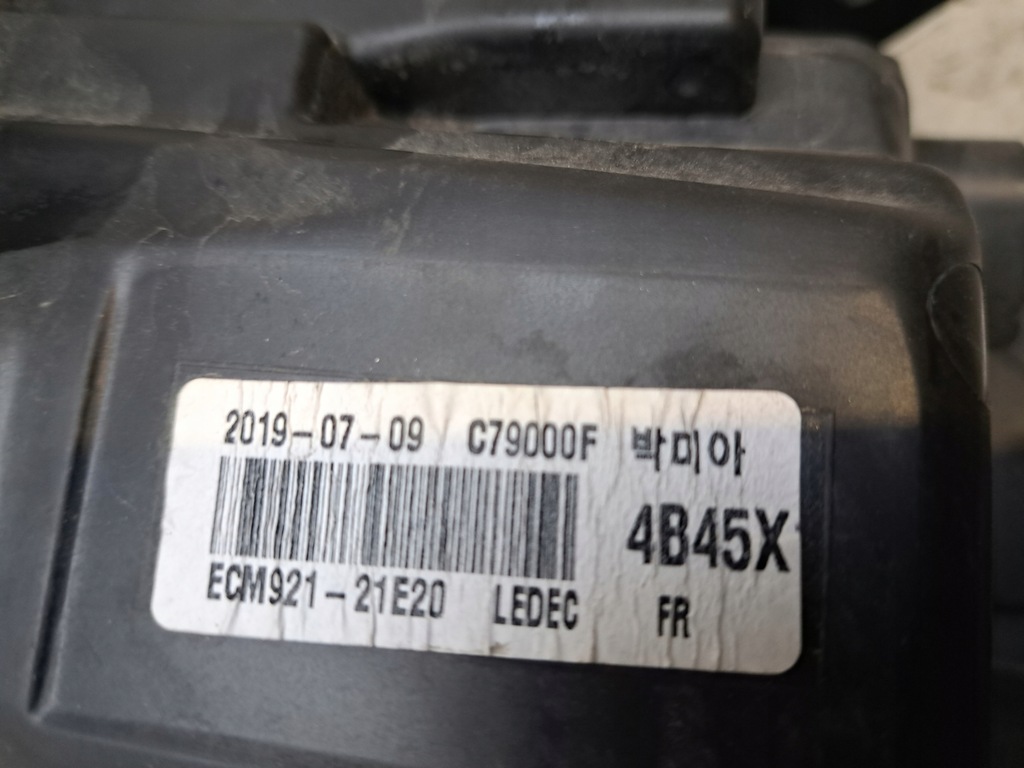 2019-07-09 C79000F 박미아
4B45X
ECM921-21E20 LEDEC FR